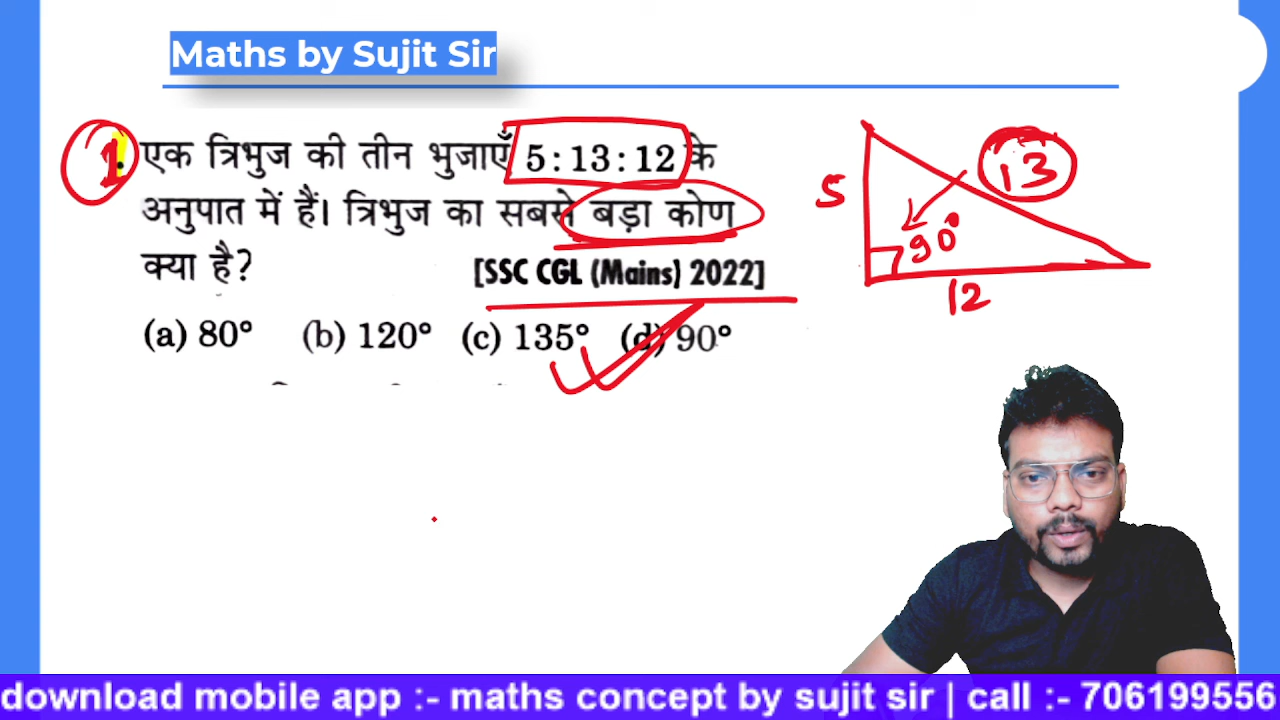 Maths by Sujit Sir
1. एक त्रिभुज की तीन भुजाएँ 5 : 13 : 12 के
अनुपात में हैं। त्रिभुज का सबसे बड़ा कोण
क्या है?
[SSC CGL (Mains) 2022]
(a) 80° (b) 120° (c) 135° (d) 90°
5
13
90°
12
download mobile app :- maths concept by sujit sir | call :- 706199556